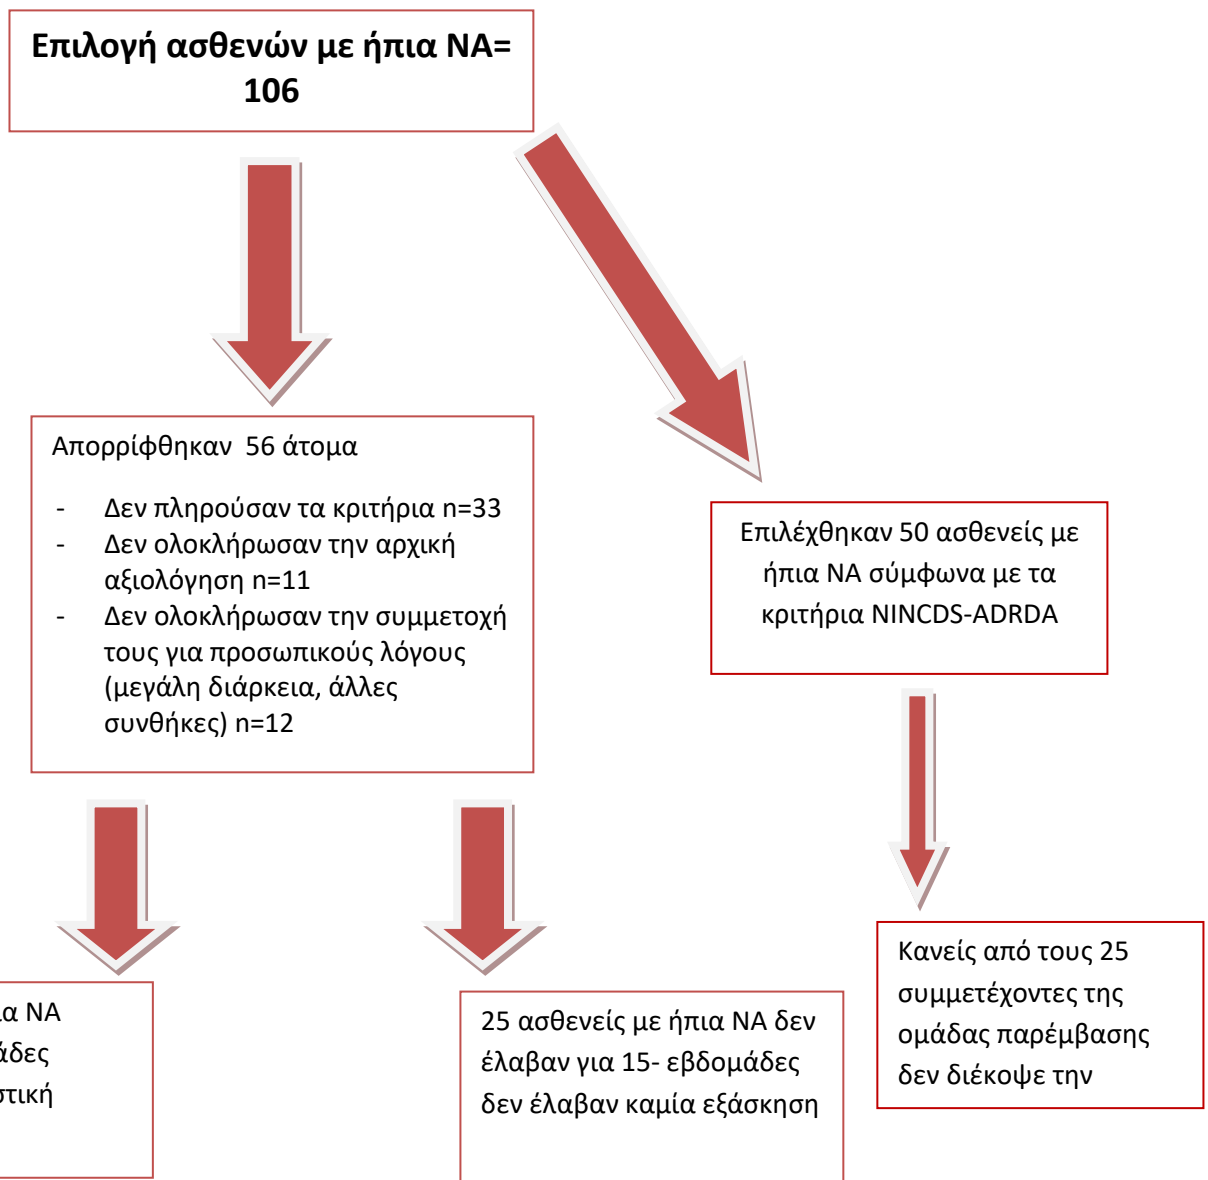 Επιλογή ασθενών με ήπια ΝΑ=
106
Απορρίφθηκαν 56 άτομα
- Δεν πληρούσαν τα κριτήρια n=33
- Δεν ολοκλήρωσαν την αρχική
αξιολόγηση n=11
- Δεν ολοκλήρωσαν την συμμετοχή
τους για προσωπικούς λόγους
(μεγάλη διάρκεια, άλλες
συνθήκες) n=12
Επιλέχθηκαν 50 ασθενείς με
ήπια ΝΑ σύμφωνα με τα
κριτήρια NINCDS-ADRDA
ΝΑ
25 ασθενείς με ήπια ΝΑ δεν
έλαβαν για 15- εβδομάδες
δεν έλαβαν καμία εξάσκηση
Κανείς από τους 25
συμμετέχοντες της
ομάδας παρέμβασης
δεν διέκοψε την